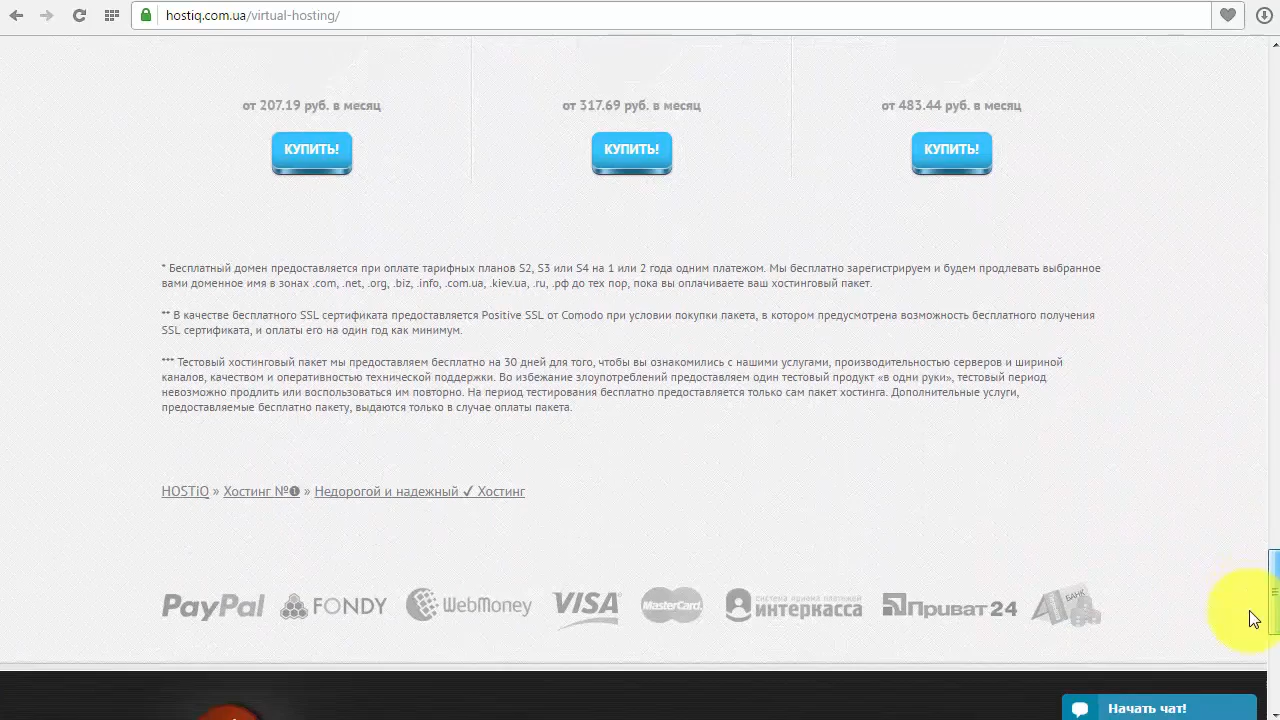 hostiq.com.ua/virtual-hosting/
от 207.19 руб. в месяц
от 317.69 руб. в месяц
от 483.44 руб. в месяц
КУПИТЬ!
КУПИТЬ!
КУПИТЬ!
* Бесплатный домен предоставляется при оплате тарифных планов S2, S3 или S4 на 1 или 2 года одним платежом. Мы бесплатно зарегистрируем и будем продлевать выбранное
вами доменное имя в зонах .com, .net, .org, .biz, .info, .com.ua, .kiev.ua, .ru, .рф до тех пор, пока вы оплачиваете ваш хостинговый пакет.
** В качестве бесплатного SSL сертификата предоставляется Positive SSL от Comodo при условии покупки пакета, в котором предусмотрена возможность бесплатного получения
SSL сертификата, и оплаты его на один год как минимум.
*** Тестовый хостинговый пакет мы предоставляем бесплатно на 30 дней для того, чтобы вы ознакомились с нашими услугами, производительностью серверов и шириной
каналов, качеством и оперативностью технической поддержки. Во избежание злоупотреблений предоставляем один тестовый продукт «в одни руки», тестовый период
невозможно продлить или воспользоваться им повторно. На период тестирования бесплатно предоставляется только сам пакет хостинга. Дополнительные услуги,
предоставляемые бесплатно пакету, выдаются только в случае оплаты пакета.
HOSTiQ » Хостинг №❶ » Недорогой и надежный ✓ Хостинг
PayPal
FONDY
WebMoney
VISA
MasterCard
система приема платежей
интеркасса
Приват 24
БАНК
Начать чат!